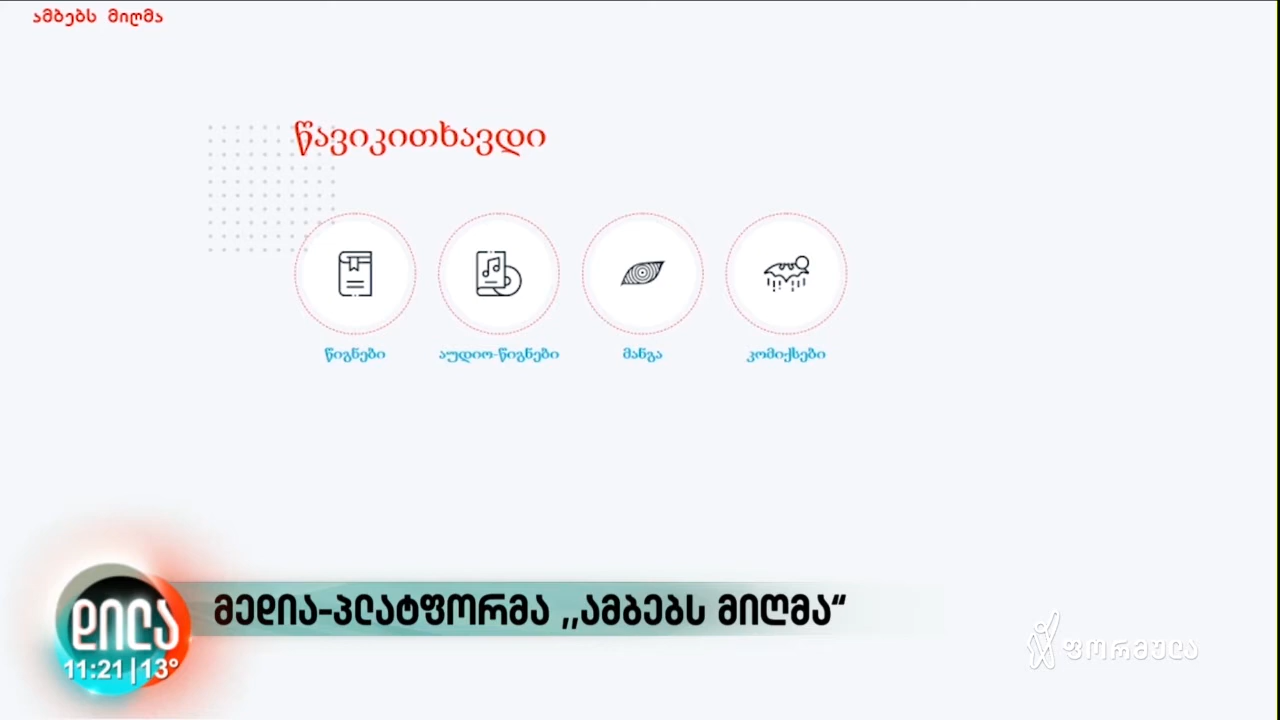 ამბებს მიღმა
წავიკითხავდი
წიგნები
აუდიო-წიგნები
მანგა
კომიქსები
მედია-პლატფორმა ,,ამბებს მიღმა“
დილა
11:21|13°
ფორმულა